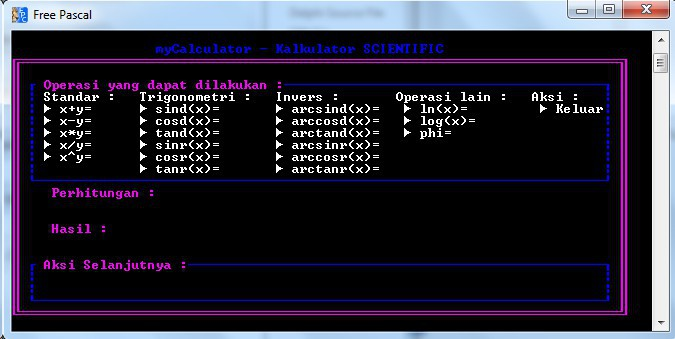 Free Pascal
myCalculator - Kalkulator SCIENTIFIC
Operasi yang dapat dilakukan :
Standar : Trigonometri : Invers : Operasi lain : Aksi :
x+y= sind(x)= arcsind(x)= ln(x)= Keluar
x-y= cosd(x)= arccosd(x)= log(x)=
x*y= tand(x)= arctand(x)= phi=
x/y= sinr(x)= arcsinr(x)=
x^y= cosr(x)= arccosr(x)=
tanr(x)= arctanr(x)=
Perhitungan :
Hasil :
Aksi Selanjutnya :